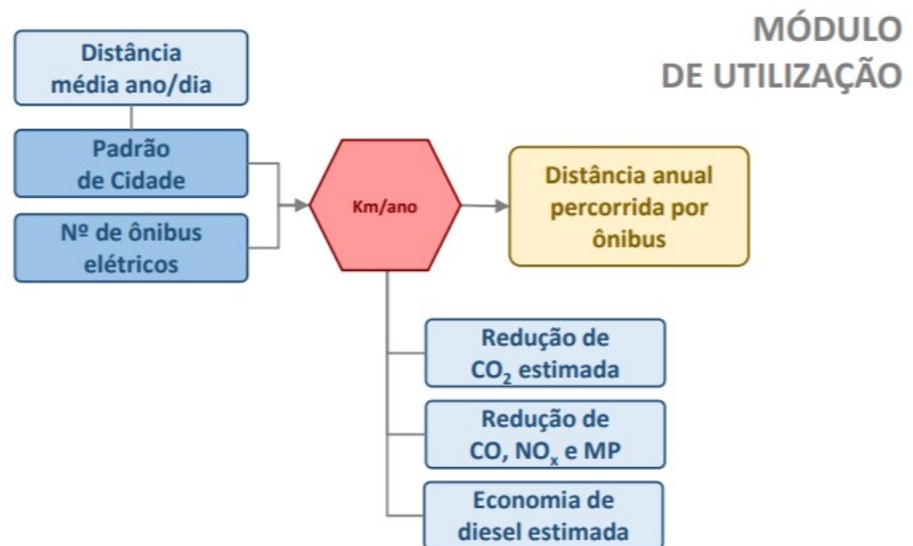 MÓDULO
DE UTILIZAÇÃO
Distância
média ano/dia
Padrão
de Cidade
Nº de ônibus
elétricos
Km/ano
Distância anual
percorrida por
ônibus
Redução de
CO₂ estimada
Redução de
CO, NOₓ e MP
Economia de
diesel estimada